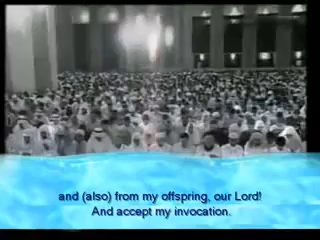 and (also) from my offspring, our Lord!
And accept my invocation.